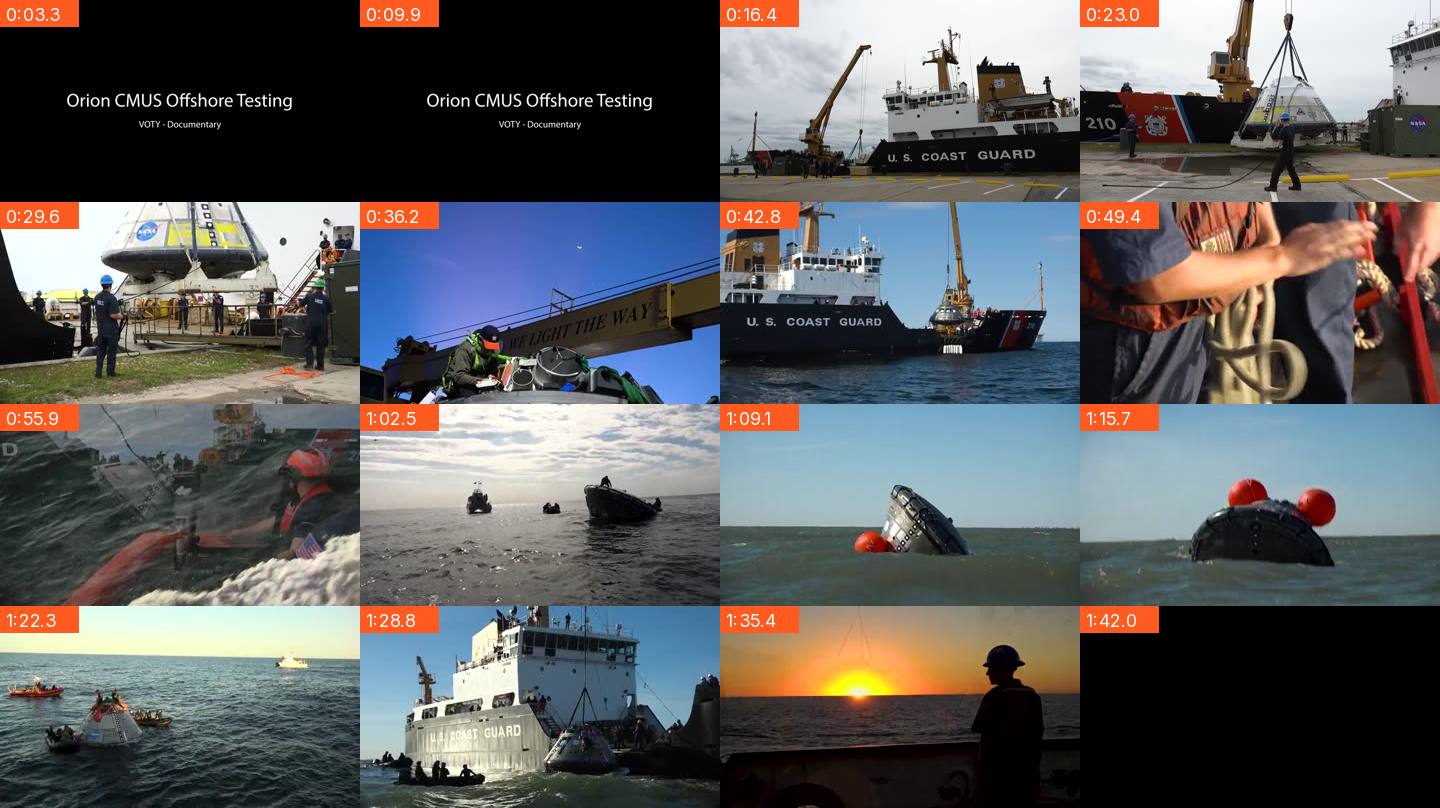 0:03.3
Orion CMUS Offshore Testing
VOTY - Documentary
0:09.9
Orion CMUS Offshore Testing
VOTY - Documentary
0:16.4
U. S. COAST GUARD
0:23.0
210
NASA
0:29.6
NASA
0:36.2
WE LIGHT THE WAY
0:42.8
U. S. COAST GUARD
0:49.4
0:55.9
D
1:02.5
1:09.1
1:15.7
1:22.3
1:28.8
U. S. COAST GUARD
1:35.4
1:42.0